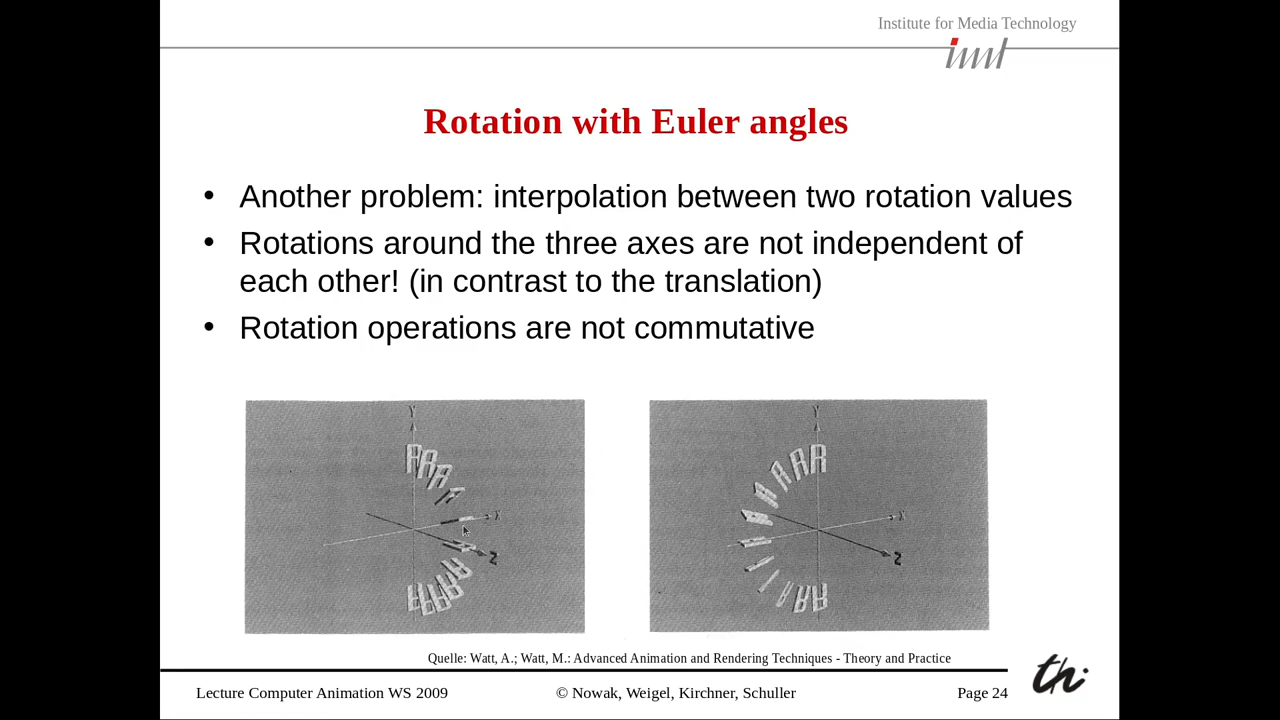 Institute for Media Technology
iml
Rotation with Euler angles
• Another problem: interpolation between two rotation values
• Rotations around the three axes are not independent of
each other! (in contrast to the translation)
• Rotation operations are not commutative
Y
X
Z
Y
X
Z
Quelle: Watt, A.; Watt, M.: Advanced Animation and Rendering Techniques - Theory and Practice
Lecture Computer Animation WS 2009
© Nowak, Weigel, Kirchner, Schuller
Page 24
th